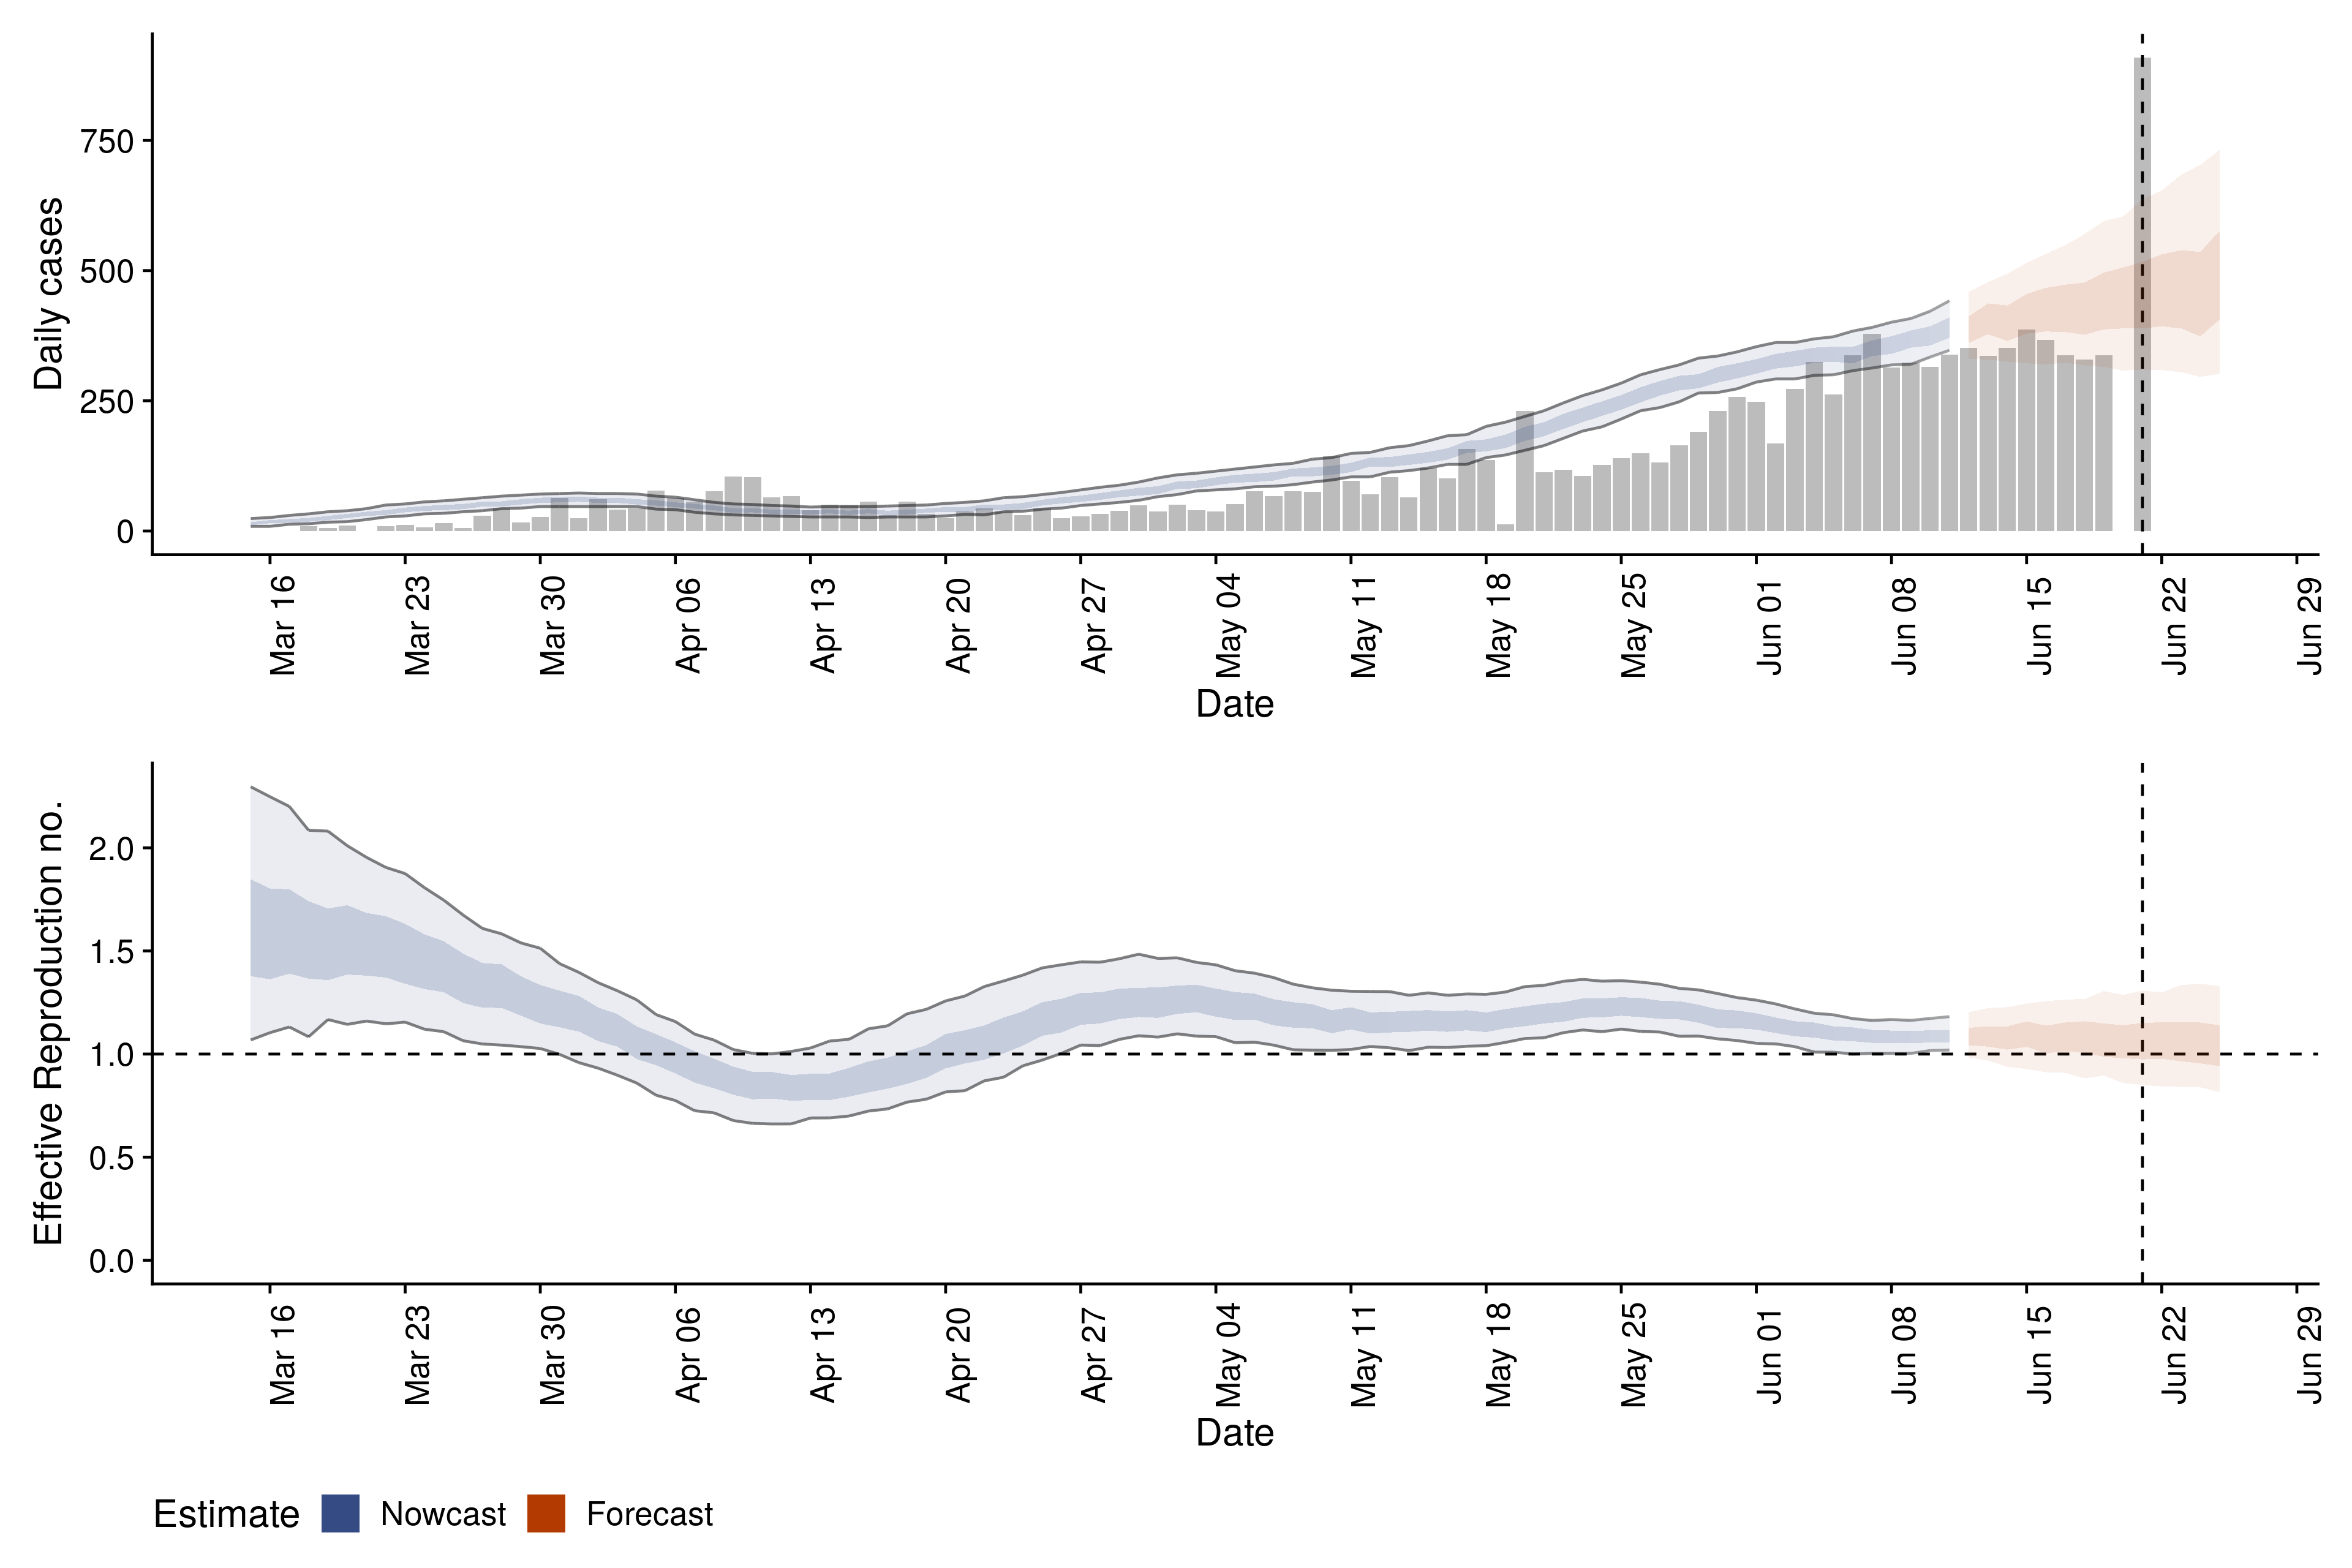 Daily cases
750
500
250
0
Mar 16
Mar 23
Mar 30
Apr 06
Apr 13
Apr 20
Apr 27
May 04
May 11
May 18
May 25
Jun 01
Jun 08
Jun 15
Jun 22
Jun 29
Date
Effective Reproduction no.
2.0
1.5
1.0
0.5
0.0
Mar 16
Mar 23
Mar 30
Apr 06
Apr 13
Apr 20
Apr 27
May 04
May 11
May 18
May 25
Jun 01
Jun 08
Jun 15
Jun 22
Jun 29
Date
Estimate Nowcast Forecast